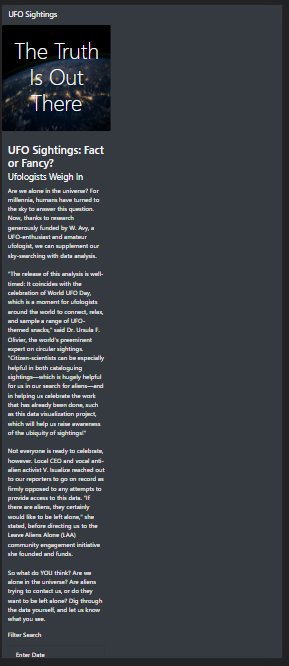 UFO Sightings
The Truth
Is Out
There
UFO Sightings: Fact
or Fancy?
Ufologists Weigh In
Are we alone in the universe? For
millennia, humans have turned to
the sky to answer this question.
Now, thanks to research
generously funded by W. Avy, a
UFO-enthusiast and amateur
ufologist, we can supplement our
sky-searching with data analysis.
"The release of this analysis is well-
timed: It coincides with the
celebration of World UFO Day,
which is a moment for ufologists
around the world to connect, relax,
and sample a range of UFO-
themed snacks," said Dr. Ursula F.
Olivier, the world's preeminent
expert on circular sightings.
"Citizen-scientists can be especially
helpful in both cataloguing
sightings—which is hugely helpful
for us in our search for aliens—and
in helping us celebrate the work
that has already been done, such
as this data visualization project,
which will help us raise awareness
of the ubiquity of sightings!"
Not everyone is ready to celebrate,
however. Local CEO and vocal anti-
alien activist V. Isualize reached out
to our reporters to go on record as
firmly opposed to any attempts to
provide access to this data. "If
there are aliens, they certainly
would like to be left alone," she
stated, before directing us to the
Leave Aliens Alone (LAA)
community engagement initiative
she founded and funds.
So what do YOU think? Are we
alone in the universe? Are aliens
trying to contact us, or do they
want to be left alone? Dig through
the data yourself, and let us know
what you see.
Filter Search
Enter Date